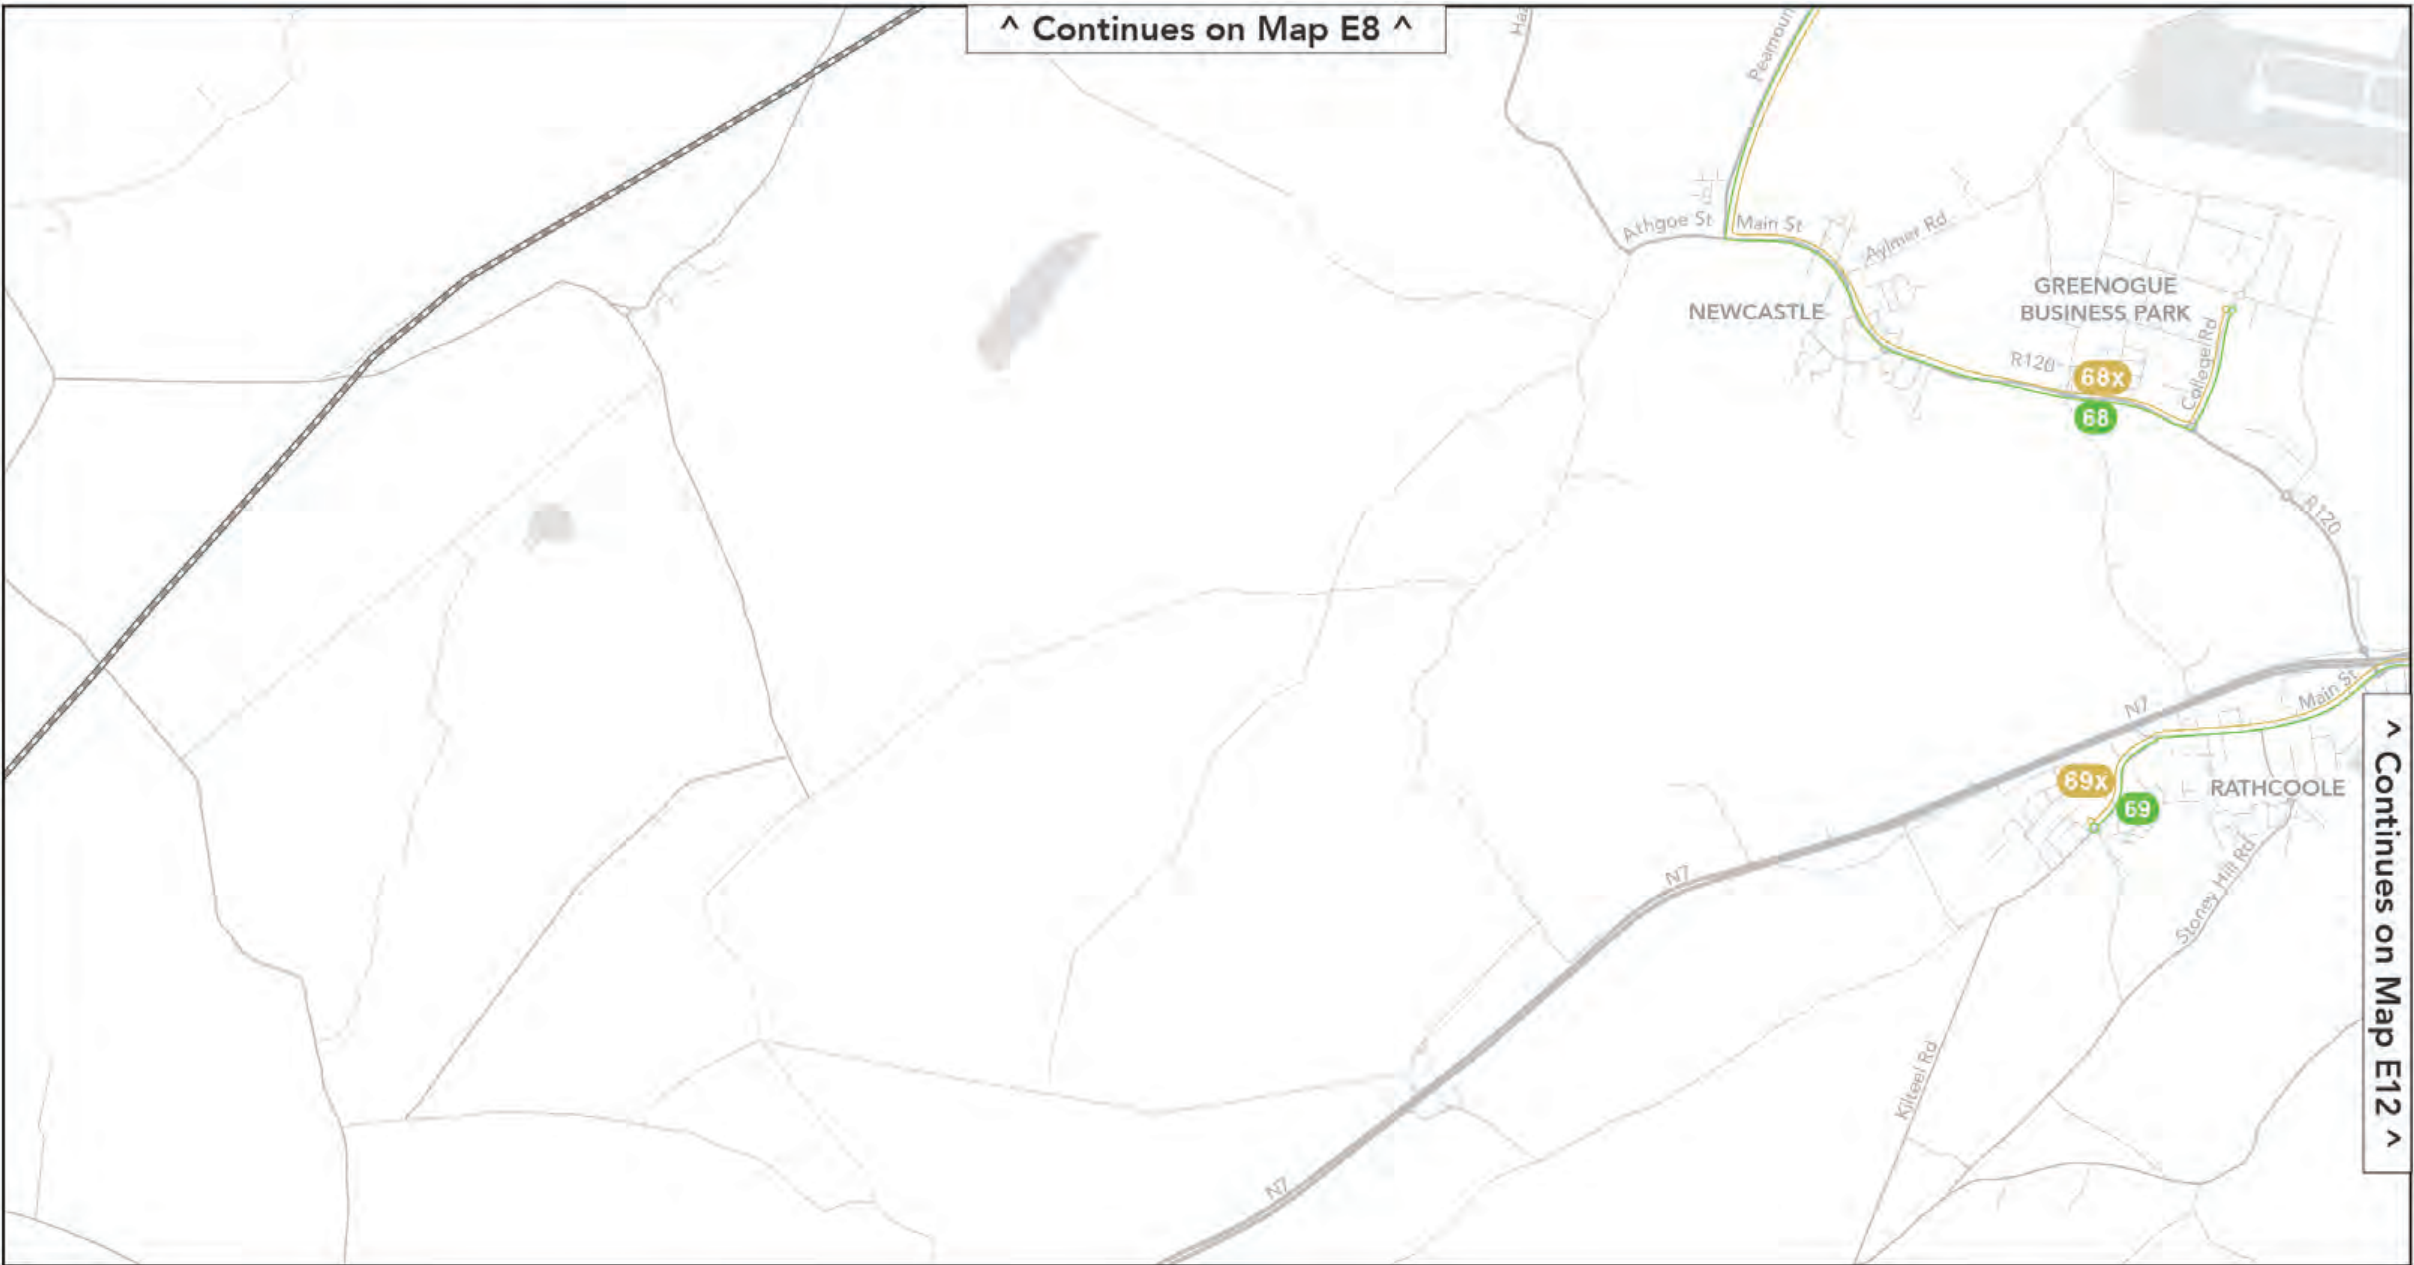 ^ Continues on Map E8 ^
Athgoe St
Main St
Aylmer Rd
NEWCASTLE
GREENOGUE
BUSINESS PARK
College Rd
R120
68x
68
R120
Main St
N7
69x
69
RATHCOOLE
N7
Stoney Hill Rd
^ Continues on Map E12 ^
Kilteel Rd
N7